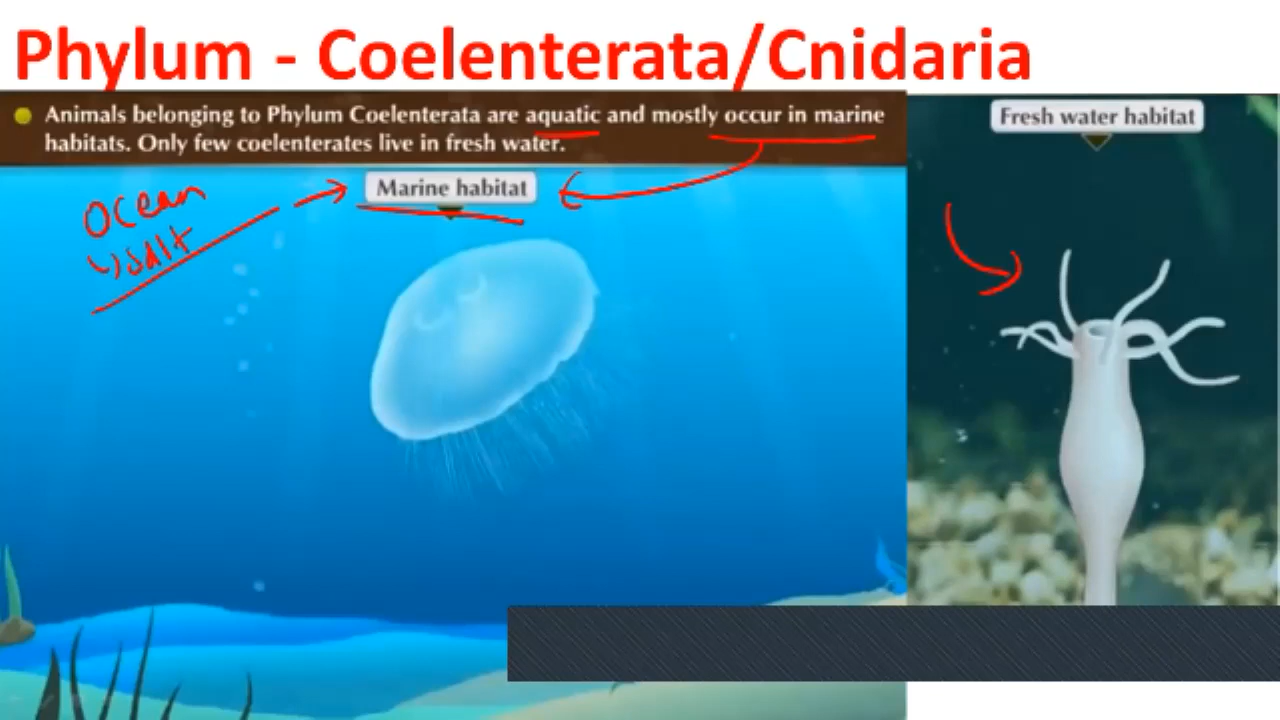 Phylum - Coelenterata/Cnidaria
Animals belonging to Phylum Coelenterata are aquatic and mostly occur in marine
habitats. Only few coelenterates live in fresh water.
Fresh water habitat
Marine habitat
Ocean
salt